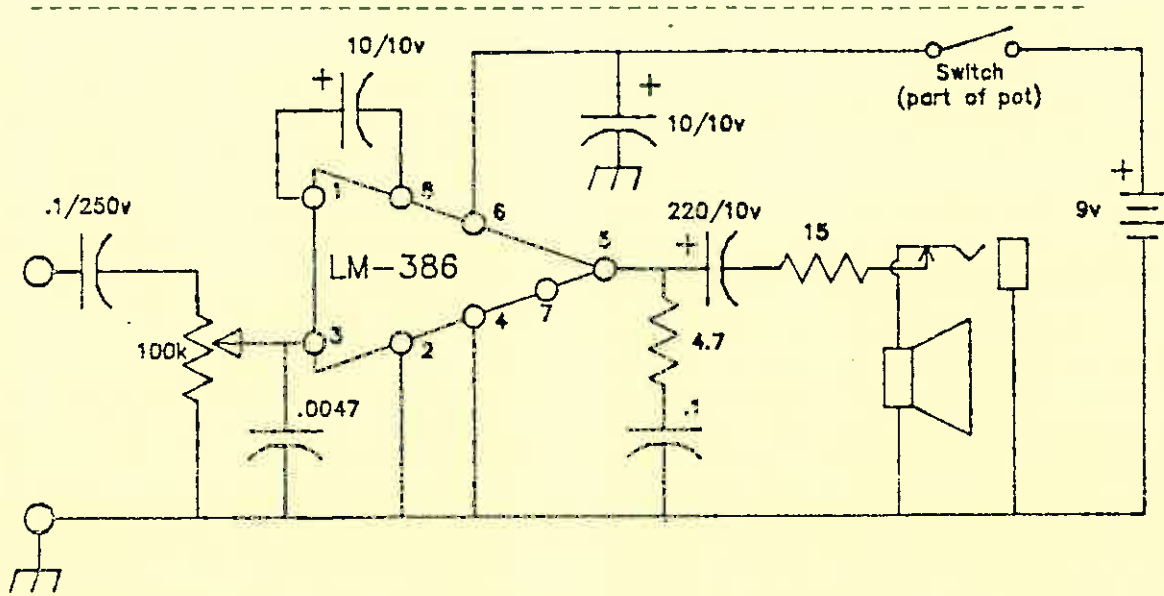 10/10v
+
Switch
(part of pot)
+
10/10v
+
9v
.1/250v
1
8
6
220/10v
+
15
5
LM-386
7
4
4.7
100k
3
2
.0047
.1